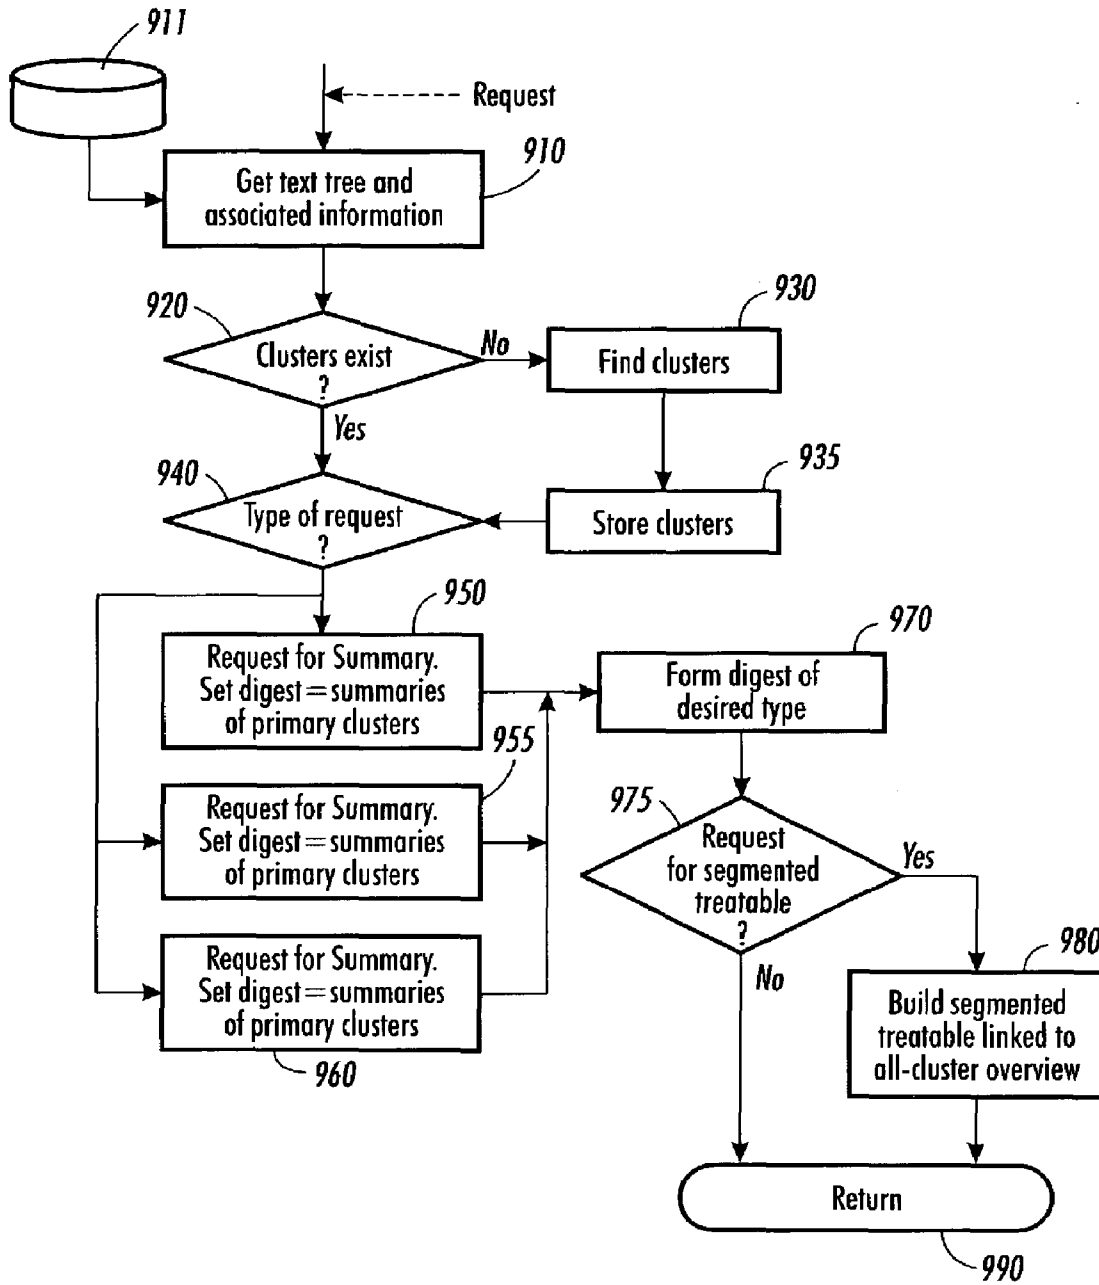 911
Request
910
Get text tree and
associated information
920
Clusters exist
?
No
Yes
930
Find clusters
935
Store clusters
940
Type of request
?
950
Request for Summary.
Set digest=summaries
of primary clusters
955
Request for Summary.
Set digest=summaries
of primary clusters
Request for Summary.
Set digest=summaries
of primary clusters
960
970
Form digest of
desired type
975
Request
for segmented
treatable
?
Yes
No
980
Build segmented
treatable linked to
all-cluster overview
Return
990